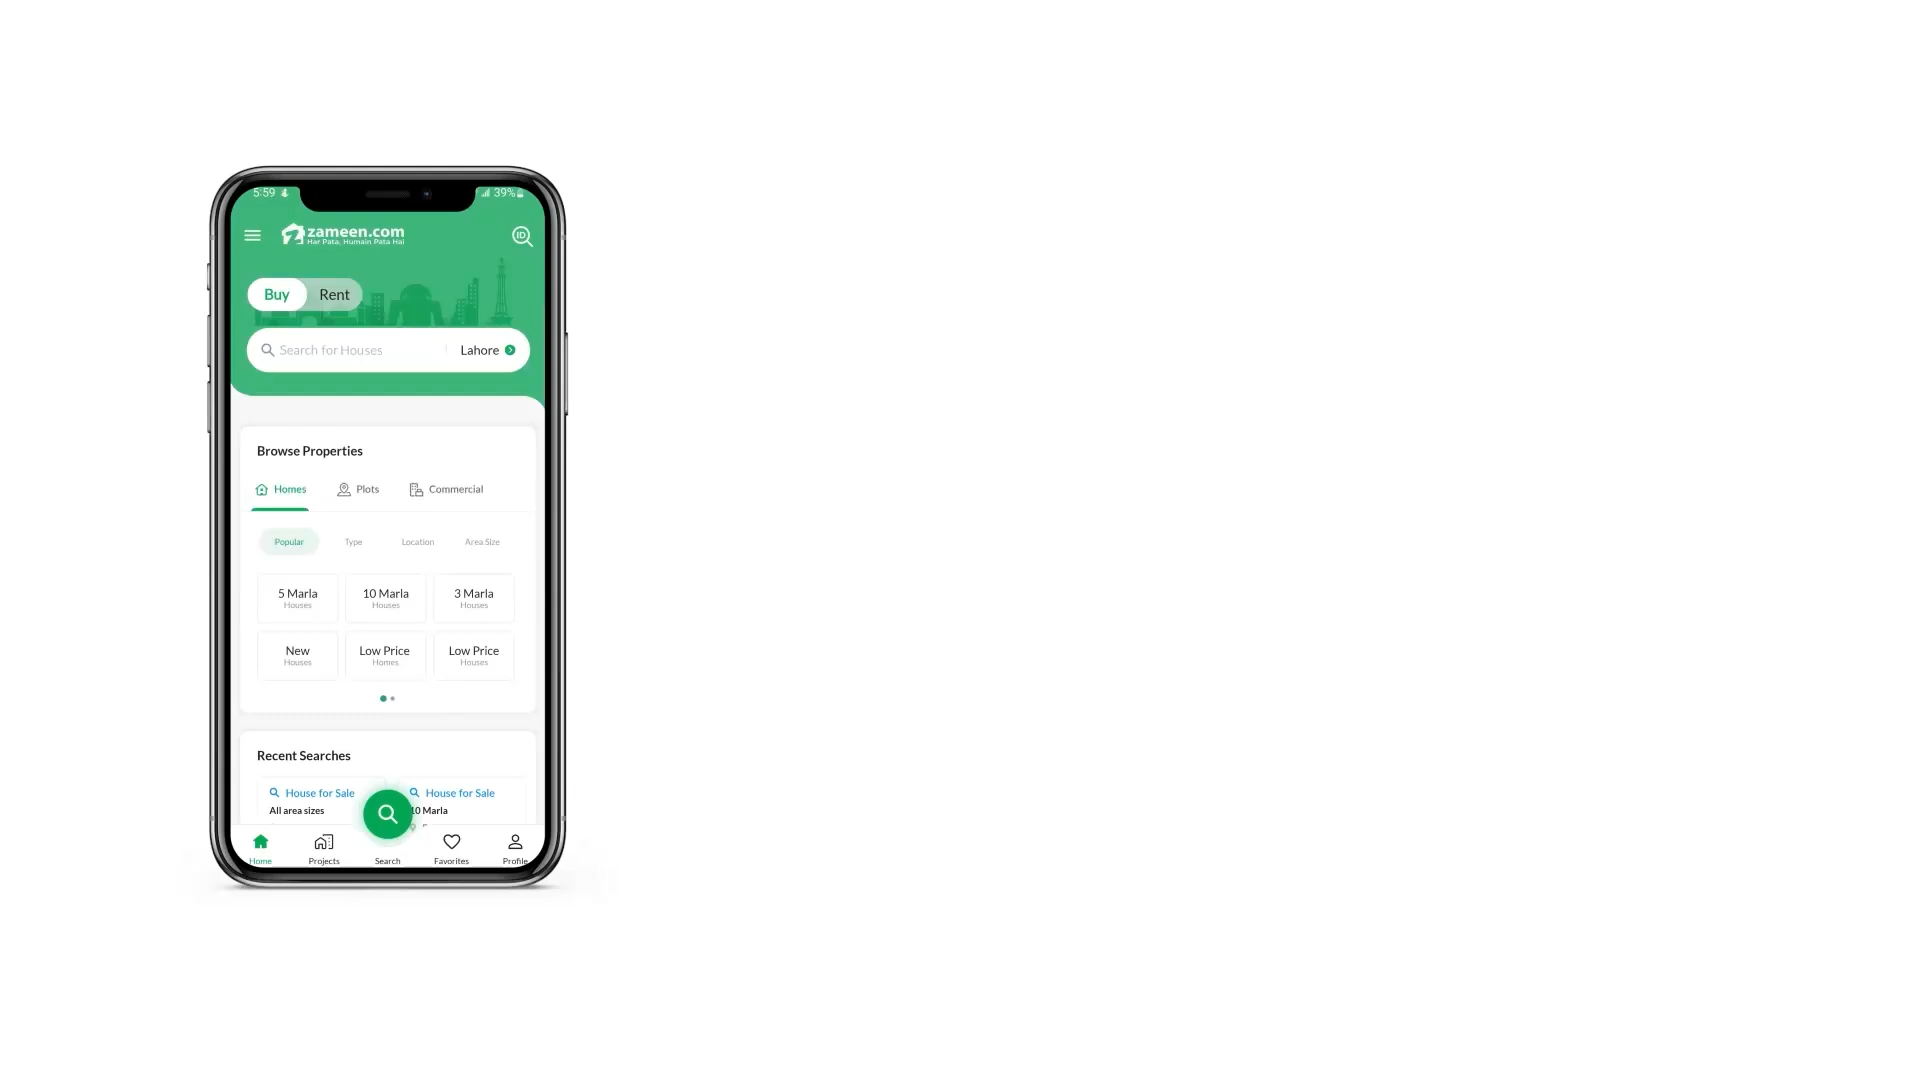 5:59 39%
zameen.com
Har Pata, Humain Pata Hai
ID
Buy Rent
Search for Houses Lahore
Browse Properties
Homes Plots Commercial
Popular Type Location Area Size
5 Marla 10 Marla 3 Marla
Houses Houses Houses
New Low Price Low Price
Houses Homes Houses
Recent Searches
House for Sale House for Sale
All area sizes 10 Marla
Home Projects Search Favorites Profile